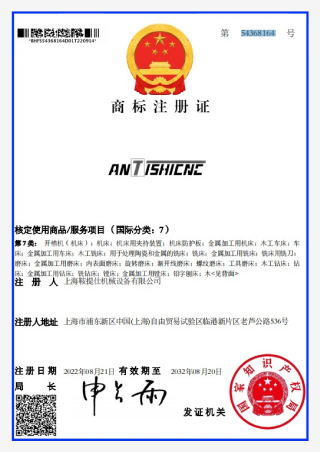 *BHFS54368164D01T220914*
第 54368164 号
商标注册证
ANTISHICNC
核定使用商品/服务项目（国际分类：7）
第7类：开槽机（机床）；机床；机床用夹持装置；机床防护板；金属加工用机床；木工车床；车
床；金属加工用车床；木工铣床；用于处理陶瓷和金属的铣床；铣床；金属加工用铣床；铣床用铣刀；
磨床；金属加工用磨床；内表面磨床；旋转磨床；渐开线磨床；螺纹磨床；工具磨床；木工钻床；钻
床；金属加工用钻床；铣钻床；镗床；金属加工用镗床；铅字刨床；木<见背面>
注册人 上海鞍提仕机械设备有限公司
注册人地址 上海市浦东新区中国(上海)自由贸易试验区临港新片区老芦公路536号
注册日期 2022年08月21日 有效期至 2032年08月20日
局长 申长雨
发证机关
国家知识产权局